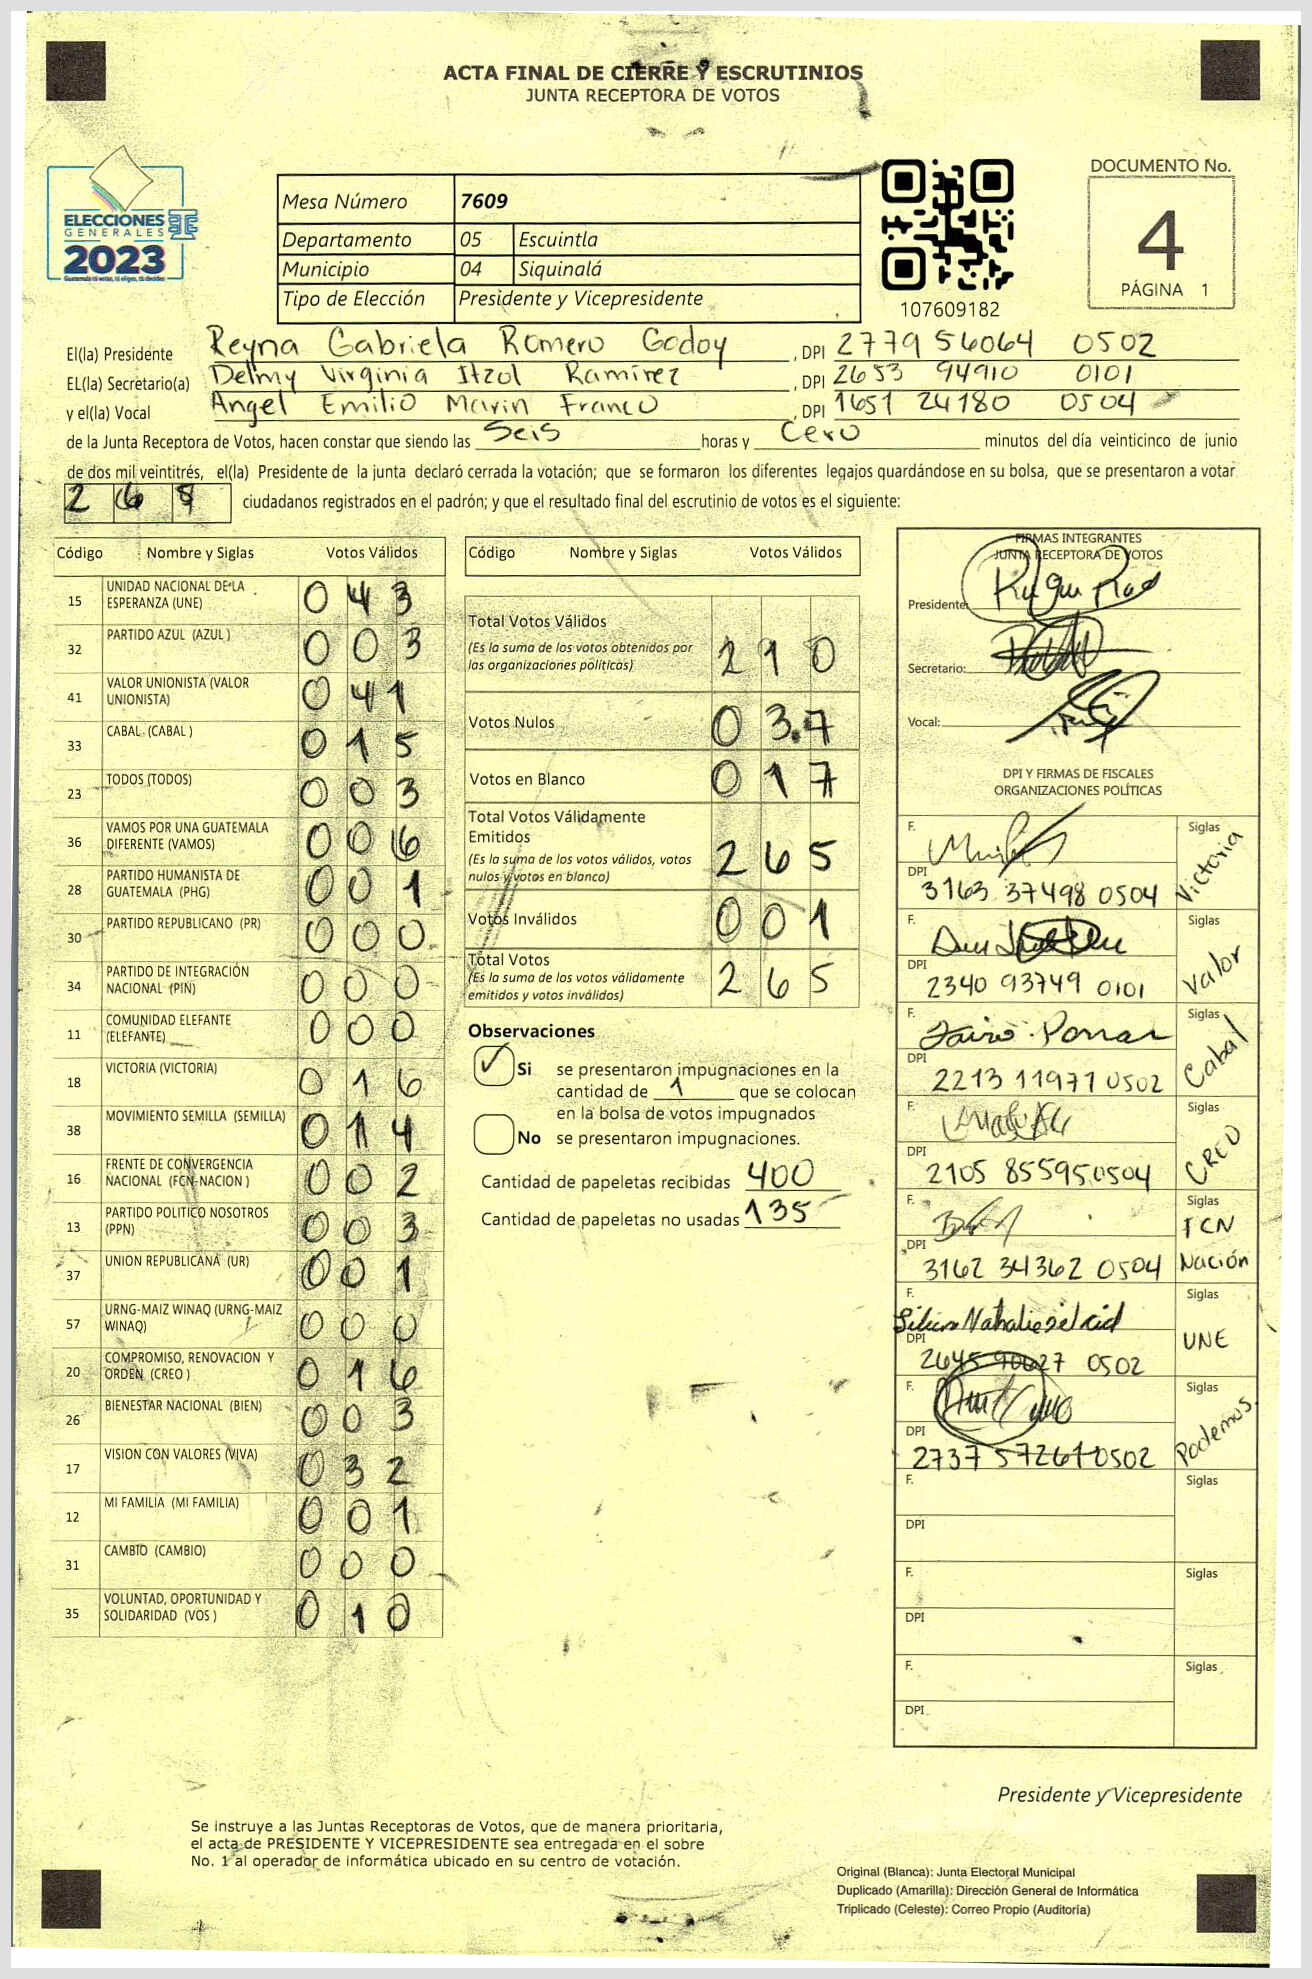 ACTA FINAL DE CIERRE Y ESCRUTINIOS
JUNTA RECEPTORA DE VOTOS
ELECCIONES
GENERALES
2023
Mesa Número 7609
Departamento 05 Escuintla
Municipio 04 Siquinalá
Tipo de Elección Presidente y Vicepresidente
107609182
DOCUMENTO No.
4
PÁGINA 1
El(la) Presidente Reyna Gabriela Romero Godoy, DPI 2779 56064 0502
EL(la) Secretario(a) Delmy Virginia Itzol Ramírez, DPI 2653 94910 0101
y el(la) Vocal Angel Emilio Marin Franco, DPI 1651 24180 0504
de la Junta Receptora de Votos, hacen constar que siendo las Seis horas y Cero minutos del día veinticinco de junio
de dos mil veintitrés, el(la) Presidente de la junta declaró cerrada la votación; que se formaron los diferentes legajos quardándose en su bolsa, que se presentaron a votar
2 6 ciudadanos registrados en el padrón; y que el resultado final del escrutinio de votos es el siguiente:
Código Nombre y Siglas Votos Válidos
15 UNIDAD NACIONAL DE LA ESPERANZA (UNE) 0 4 3
32 PARTIDO AZUL (AZUL ) 0 0 3
41 VALOR UNIONISTA (VALOR UNIONISTA) 0 4 1
33 CABAL (CABAL ) 0 1 5
23 TODOS (TODOS) 0 0 3
36 VAMOS POR UNA GUATEMALA DIFERENTE (VAMOS) 0 0 6
28 PARTIDO HUMANISTA DE GUATEMALA (PHG) 0 0 1
30 PARTIDO REPUBLICANO (PR) 0 0 0
34 PARTIDO DE INTEGRACIÓN NACIONAL (PIN) 0 0 0
11 COMUNIDAD ELEFANTE (ELEFANTE) 0 0 0
18 VICTORIA (VICTORIA) 0 1 6
38 MOVIMIENTO SEMILLA (SEMILLA) 0 1 4
16 FRENTE DE CONVERGENCIA NACIONAL (FCN-NACION ) 0 0 2
13 PARTIDO POLITICO NOSOTROS (PPN) 0 0 3
37 UNION REPUBLICANA (UR) 0 0 1
57 URNG-MAIZ WINAQ (URNG-MAIZ WINAQ) 0 0 0
20 COMPROMISO, RENOVACION Y ORDEN (CREO ) 0 1 6
26 BIENESTAR NACIONAL (BIEN) 0 0 3
17 VISION CON VALORES (VIVA) 0 3 2
12 MI FAMILIA (MI FAMILIA) 0 0 1
31 CAMBIO (CAMBIO) 0 0 0
35 VOLUNTAD, OPORTUNIDAD Y SOLIDARIDAD (VOS ) 0 1 0
Código Nombre y Siglas Votos Válidos
Total Votos Válidos
(Es la suma de los votos obtenidos por
las organizaciones políticas) 2 1 0
Votos Nulos 0 3 7
Votos en Blanco 0 1 7
Total Votos Válidamente
Emitidos
(Es la suma de los votos válidos, votos
nulos y votos en blanco) 2 6 5
Votos Inválidos 0 0 1
Total Votos
(Es la suma de los votos válidamente
emitidos y votos inválidos) 2 6 5
Observaciones
Si se presentaron impugnaciones en la
cantidad de 1 que se colocan
en la bolsa de votos impugnados
No se presentaron impugnaciones.
Cantidad de papeletas recibidas 400
Cantidad de papeletas no usadas 135
FIRMAS INTEGRANTES
JUNTA RECEPTORA DE VOTOS
Presidente:
Secretario:
Vocal:
DPI Y FIRMAS DE FISCALES
ORGANIZACIONES POLÍTICAS
F. Siglas
DPI 3163 37498 0504 Victoria
F. Siglas
DPI 2340 93749 0101 Valor
F. Siglas
DPI 2213 11971 0502 Cabal
F. Siglas
DPI 2105 85595 0504 CREO
F. Siglas
DPI 3162 34362 0504 FCN Nación
F. Siglas
DPI 2645 90627 0502 UNE
F. Siglas
DPI 2737 57261 0502 Podemos
F. Siglas
DPI
F. Siglas
DPI
F. Siglas
DPI
Presidente y Vicepresidente
Se instruye a las Juntas Receptoras de Votos, que de manera prioritaria,
el acta de PRESIDENTE Y VICEPRESIDENTE sea entregada en el sobre
No. 1 al operador de informática ubicado en su centro de votación.
Original (Blanca): Junta Electoral Municipal
Duplicado (Amarilla): Dirección General de Informática
Triplicado (Celeste): Correo Propio (Auditoría)